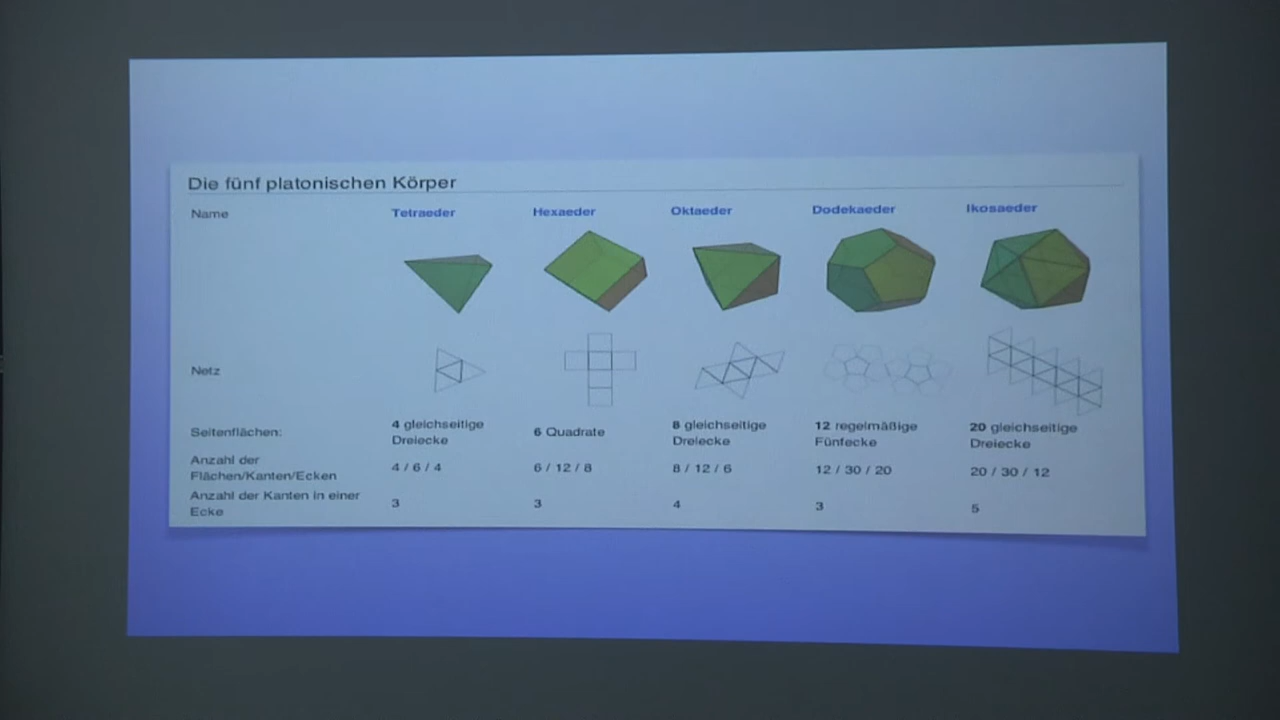 Die fünf platonischen Körper
Name Tetraeder Hexaeder Oktaeder Dodekaeder Ikosaeder
Netz
Seitenflächen: 4 gleichseitige Dreiecke 6 Quadrate 8 gleichseitige Dreiecke 12 regelmäßige Fünfecke 20 gleichseitige Dreiecke
Anzahl der Flächen/Kanten/Ecken 4 / 6 / 4 6 / 12 / 8 8 / 12 / 6 12 / 30 / 20 20 / 30 / 12
Anzahl der Kanten in einer Ecke 3 3 4 3 5